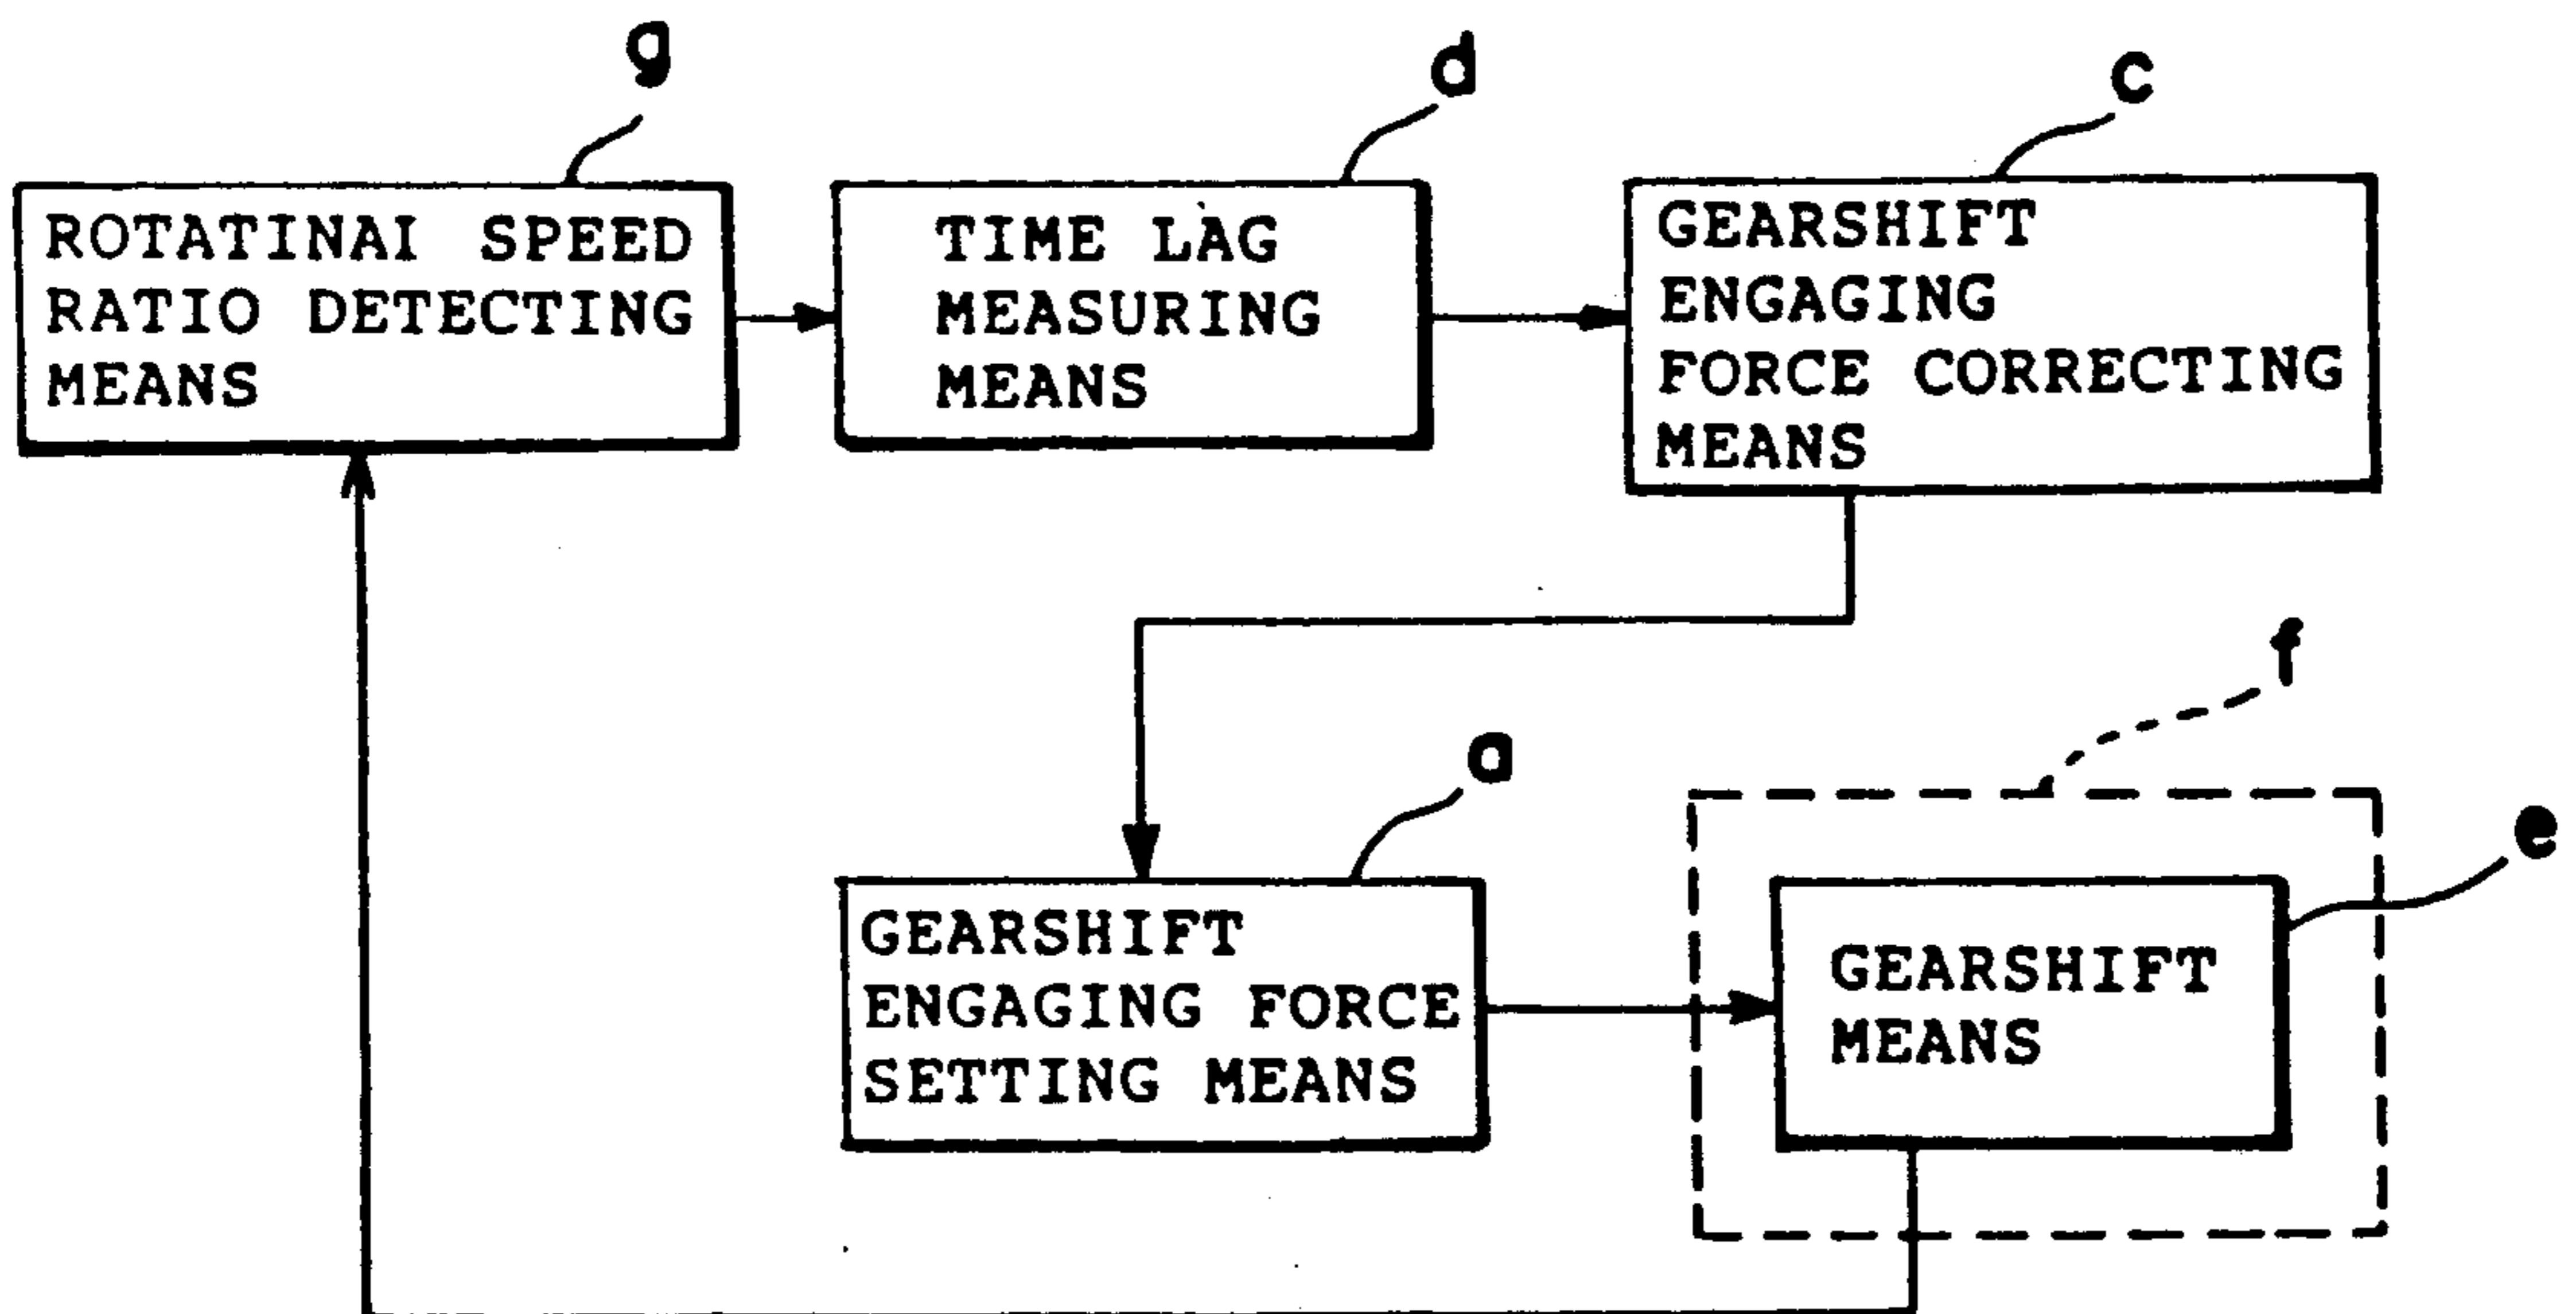 g
d
c
ROTATINAI SPEED
RATIO DETECTING
MEANS
TIME LAG
MEASURING
MEANS
GEARSHIFT
ENGAGING
FORCE CORRECTING
MEANS
f
a
e
GEARSHIFT
ENGAGING FORCE
SETTING MEANS
GEARSHIFT
MEANS